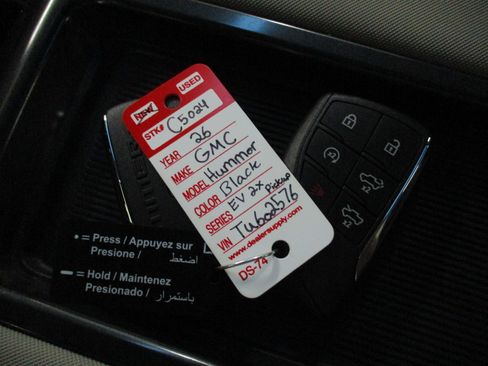 NEW USED
STK# C5024
YEAR 26
MAKE GMC
MODEL Hummer
COLOR Black
SERIES EV 2X Pickup
VIN TU602576
www.dealersupply.com
DS-74
• = Press / Appuyez sur
Presione / اضغط
▬ = Hold / Maintenez
Presionado / باستمرار